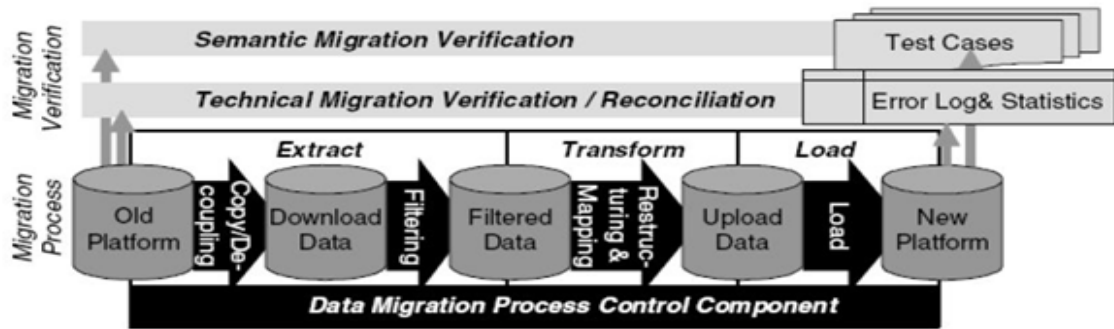 Migration
Verification
Semantic Migration Verification
Test Cases
Technical Migration Verification / Reconciliation
Error Log& Statistics
Migration
Process
Extract
Transform
Load
Old
Platform
Copy/De-
coupling
Download
Data
Filtering
Filtered
Data
Restruc-
turing &
Mapping
Upload
Data
Load
New
Platform
Data Migration Process Control Component